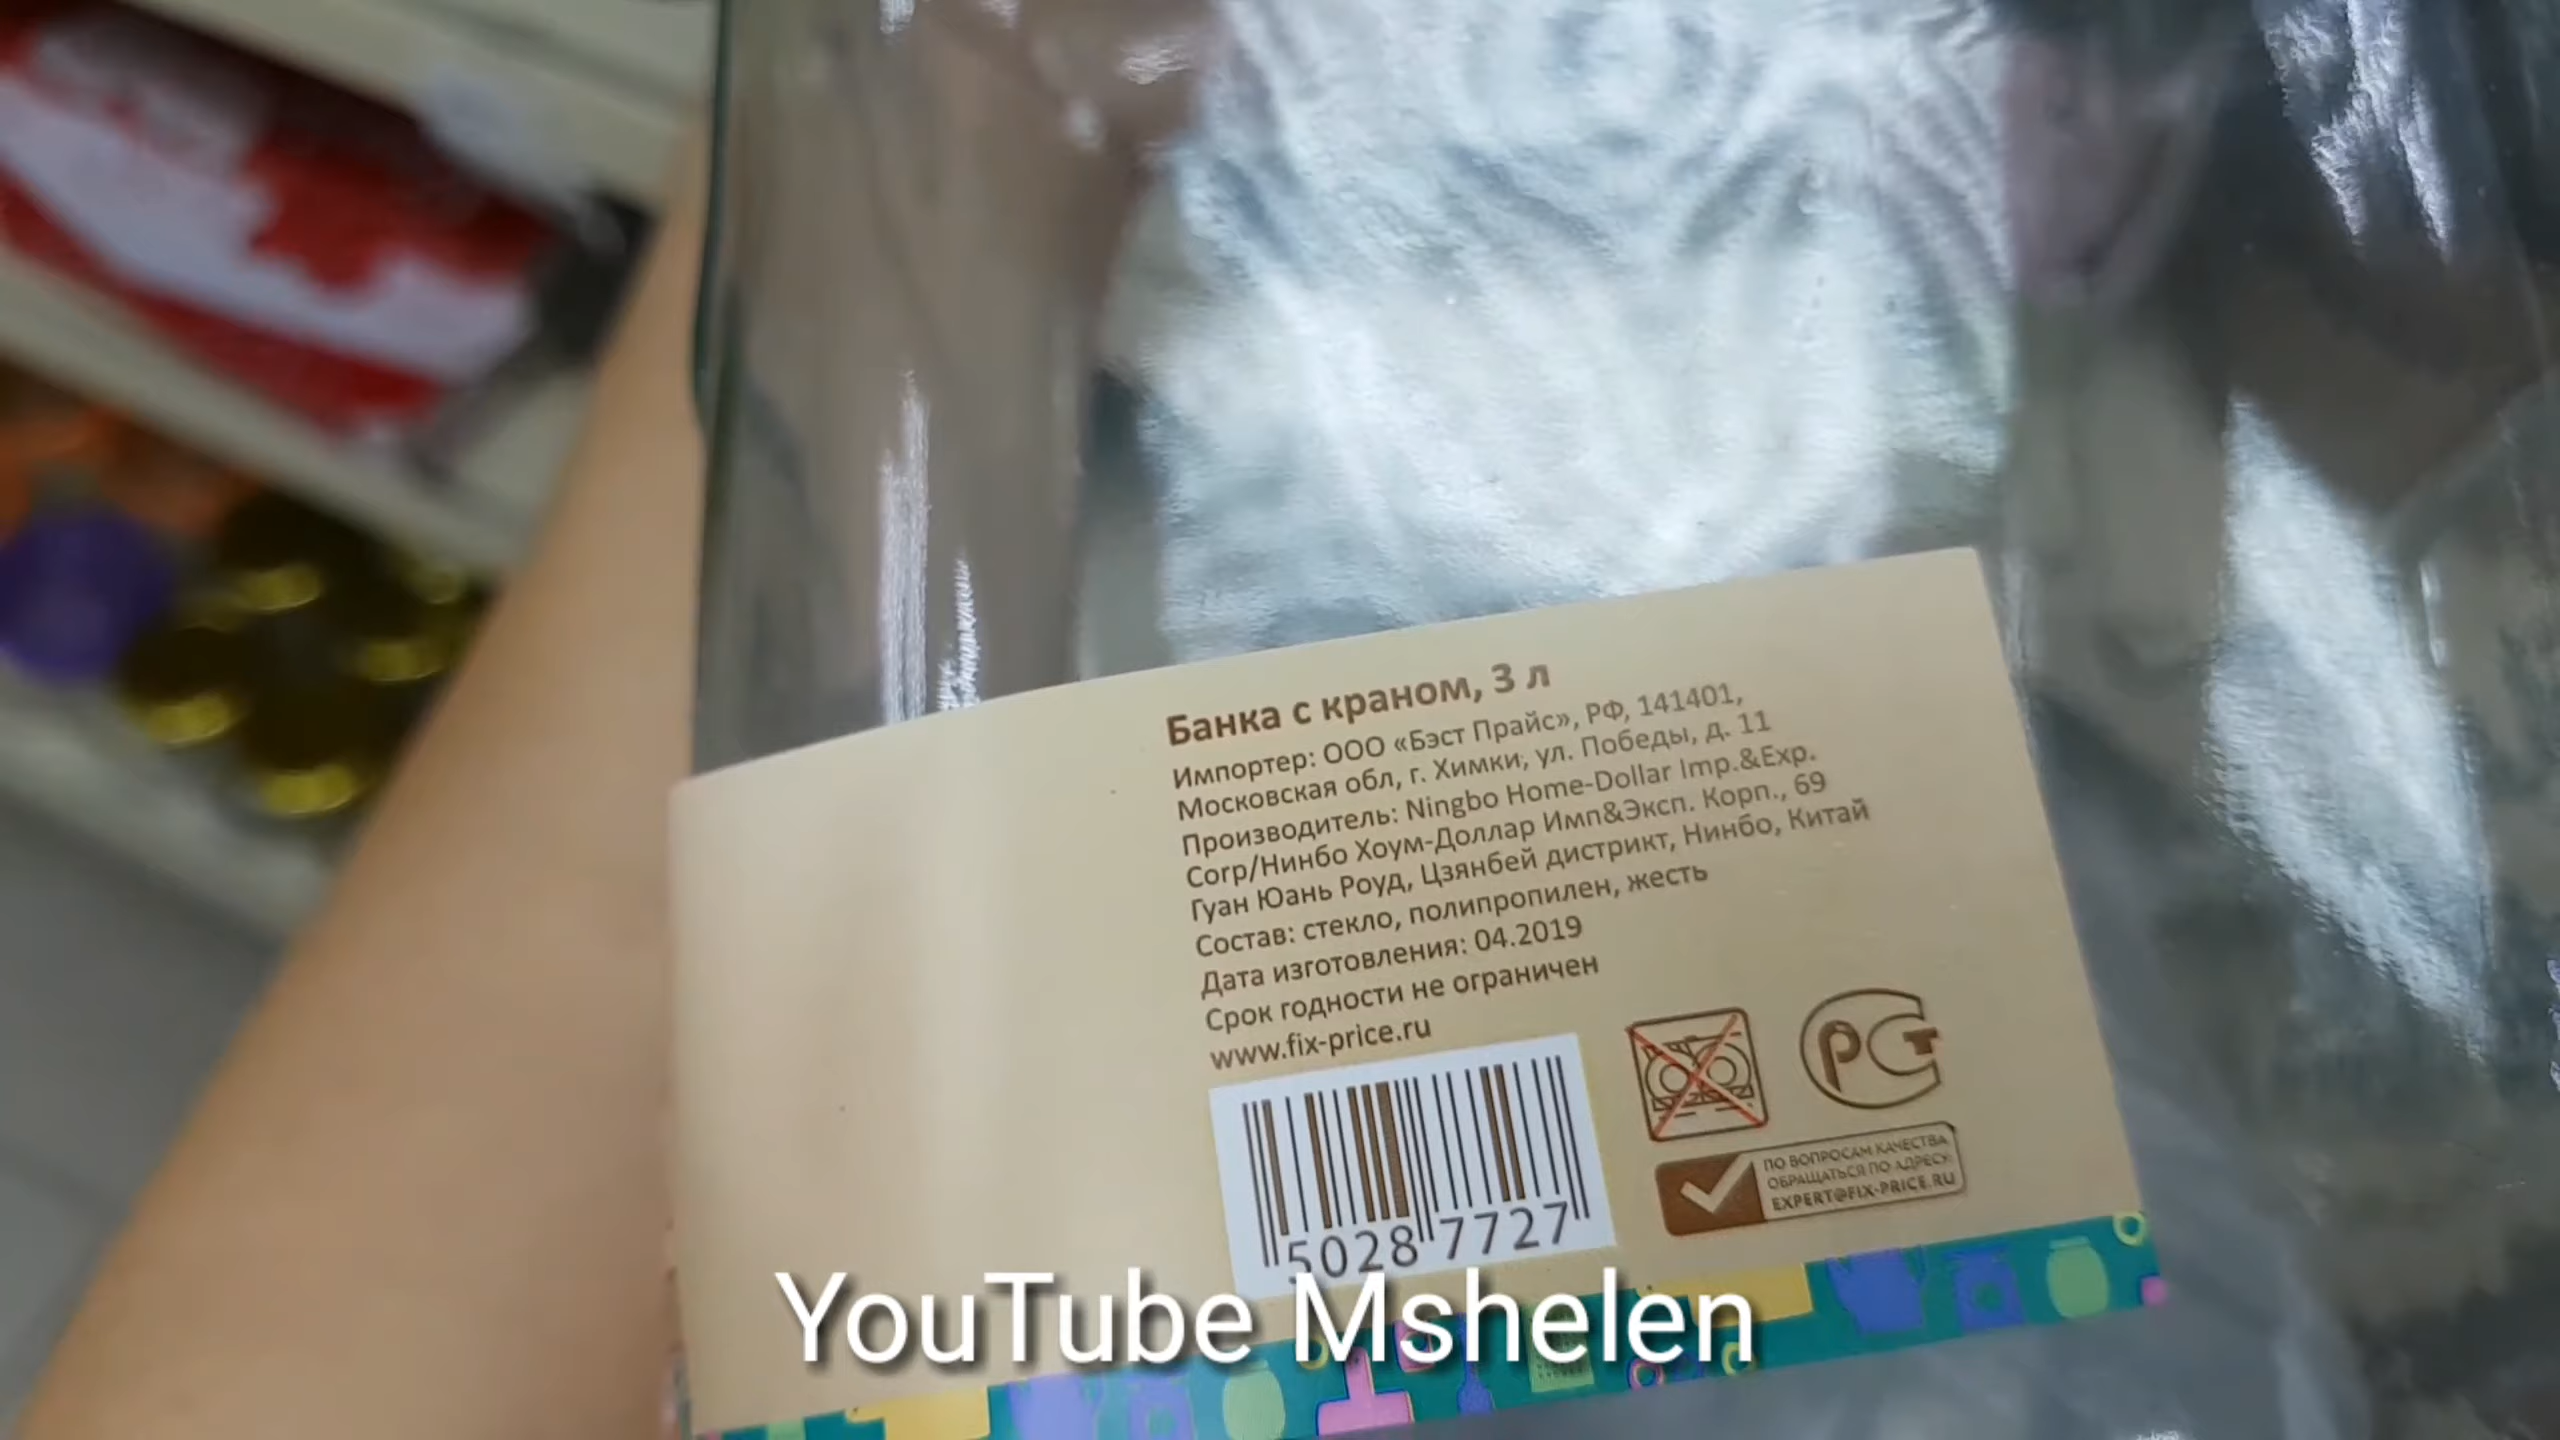 Банка с краном, 3 л
Импортер: ООО «Бэст Прайс», РФ, 141401,
Московская обл, г. Химки, ул. Победы, д. 11
Производитель: Ningbo Home-Dollar Imp.&Exp.
Corp/Нинбо Хоум-Доллар Имп&Эксп. Корп., 69
Гуан Юань Роуд, Цзянбей дистрикт, Нинбо, Китай
Состав: стекло, полипропилен, жесть
Дата изготовления: 04.2019
Срок годности не ограничен
www.fix-price.ru
5028 7727
РСТ
ПО ВОПРОСАМ КАЧЕСТВА
ОБРАЩАТЬСЯ ПО АДРЕСУ:
EXPERT@FIX-PRICE.RU
YouTube Mshelen